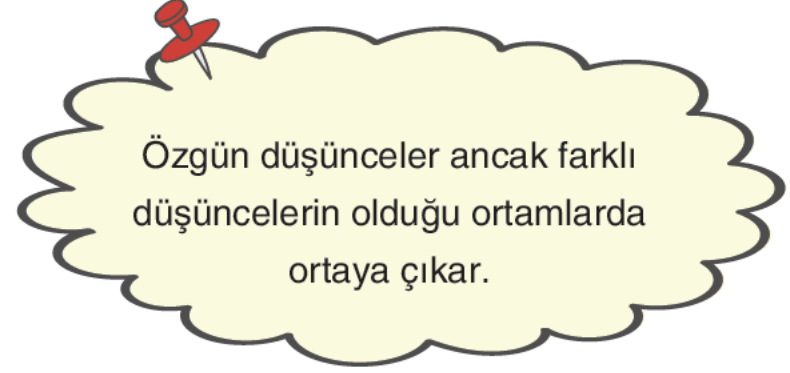 Özgün düşünceler ancak farklı
düşüncelerin olduğu ortamlarda
ortaya çıkar.